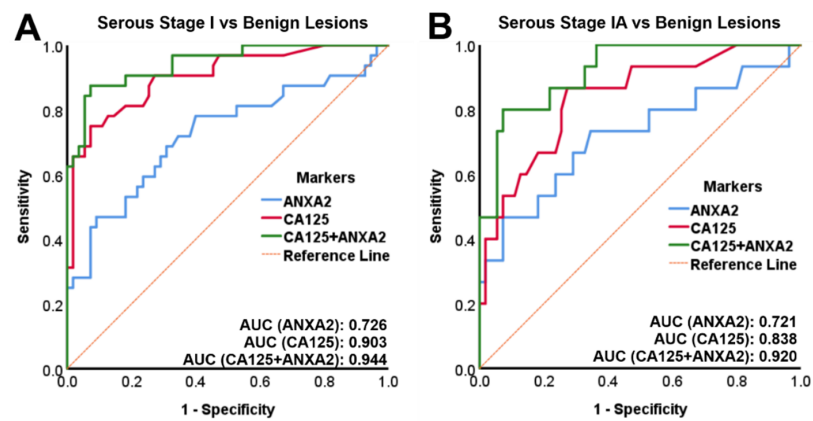 A
Serous Stage I vs Benign Lesions
1.0
0.8
0.6
0.4
0.2
0.0
Sensitivity
Markers
ANXA2
CA125
CA125+ANXA2
Reference Line
AUC (ANXA2): 0.726
AUC (CA125): 0.903
AUC (CA125+ANXA2): 0.944
0.0 0.2 0.4 0.6 0.8 1.0
1 - Specificity
B
Serous Stage IA vs Benign Lesions
1.0
0.8
0.6
0.4
0.2
0.0
Sensitivity
Markers
ANXA2
CA125
CA125+ANXA2
Reference Line
AUC (ANXA2): 0.721
AUC (CA125): 0.838
AUC (CA125+ANXA2): 0.920
0.0 0.2 0.4 0.6 0.8 1.0
1 - Specificity